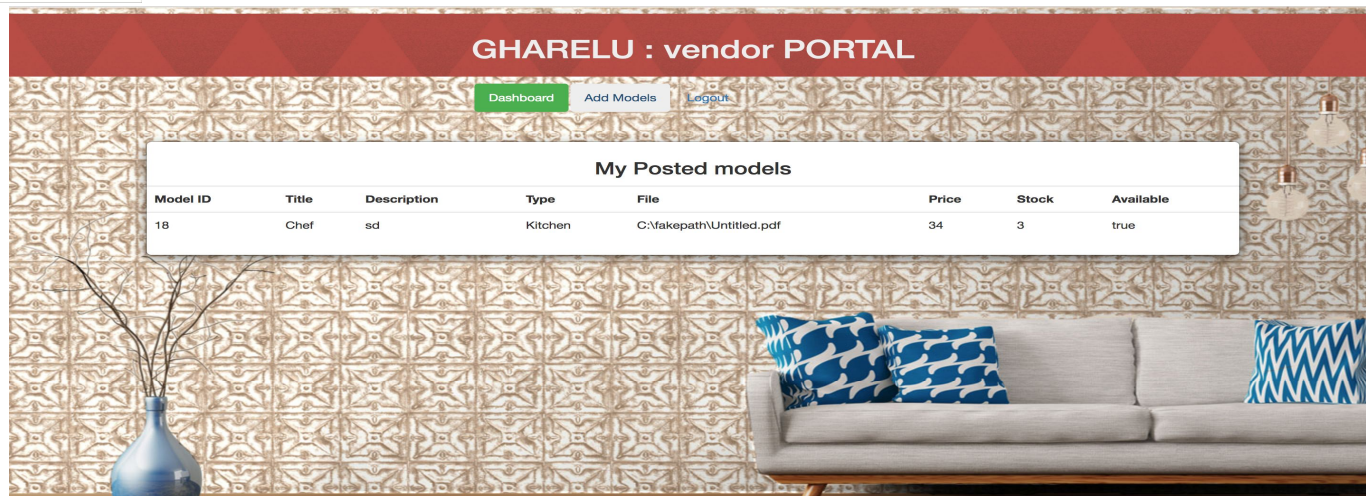 GHARELU : vendor PORTAL
Dashboard Add Models Logout
My Posted models
Model ID Title Description Type File Price Stock Available
18 Chef sd Kitchen C:\fakepath\Untitled.pdf 34 3 true